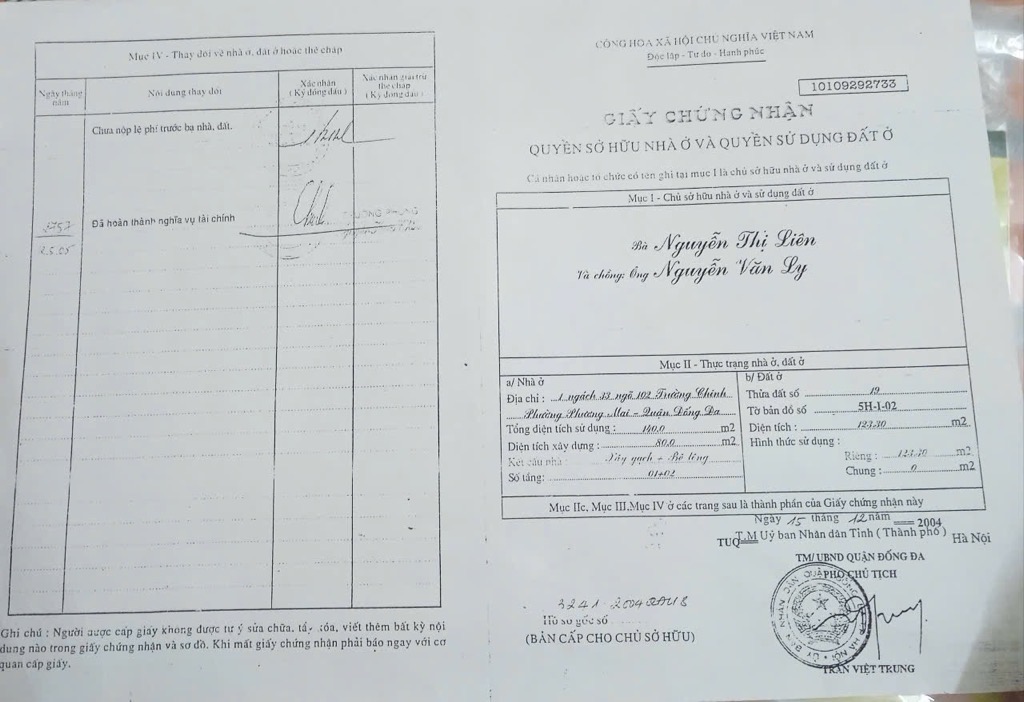 Mục IV - Thay đổi về nhà ở, đất ở hoặc thế chấp
Ngày tháng năm
Nội dung thay đổi
Xác nhận
( Ký đóng dấu )
Xác nhận giải trừ
thế chấp
( Ký đóng dấu )
Chưa nộp lệ phí trước bạ nhà, đất.
Đã hoàn thành nghĩa vụ tài chính
Ghi chú : Người được cấp giấy không được tự ý sửa chữa, tẩy xóa, viết thêm bất kỳ nội
dung nào trong giấy chứng nhận và sơ đồ. Khi mất giấy chứng nhận phải báo ngay với cơ
quan cấp giấy.
CỘNG HOÀ XÃ HỘI CHỦ NGHĨA VIỆT NAM
Độc lập - Tự do - Hạnh phúc
10109292733
GIẤY CHỨNG NHẬN
QUYỀN SỞ HỮU NHÀ Ở VÀ QUYỀN SỬ DỤNG ĐẤT Ở
Cá nhân hoặc tổ chức có tên ghi tại mục I là chủ sở hữu nhà ở và sử dụng đất ở
Mục I - Chủ sở hữu nhà ở và sử dụng đất ở
Bà Nguyễn Thị Liên
Và chồng: Ông Nguyễn Văn Ly
Mục II - Thực trạng nhà ở, đất ở
a/ Nhà ở
Địa chỉ : 1 ngách 43 ngõ 102 Trường Chinh
Phường Phương Mai - Quận Đống Đa
Tổng diện tích sử dụng : 140.0 m2
Diện tích xây dựng : 80.0 m2
Kết cấu nhà : Xây gạch + Bê tông
Số tầng: 01+02
b/ Đất ở
Thửa đất số 19
Tờ bản đồ số 5H-I-02
Diện tích : 123.30 m2
Hình thức sử dụng :
Riêng : 123.30 m2
Chung : 0 m2
Mục IIc, Mục III,Mục IV ở các trang sau là thành phần của Giấy chứng nhận này
Ngày 15 tháng 12 năm 2004
TUQ T.M Uỷ ban Nhân dân Tỉnh ( Thành phố ) Hà Nội
TM/ UBND QUẬN ĐỐNG ĐA
PHÓ CHỦ TỊCH
Hồ sơ gốc số
(BẢN CẤP CHO CHỦ SỞ HỮU)
TRẦN VIỆT TRUNG